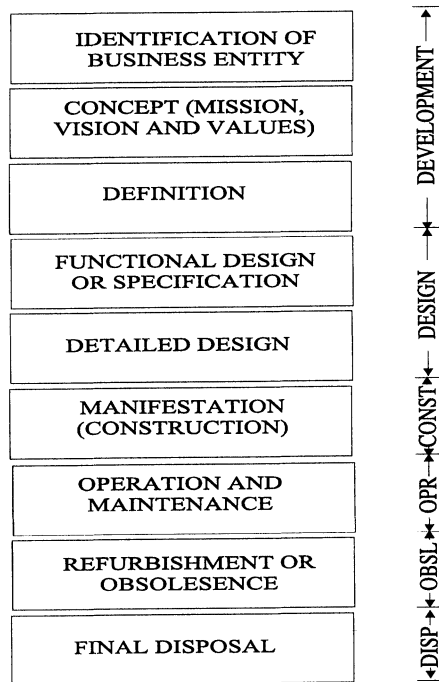 IDENTIFICATION OF
BUSINESS ENTITY
CONCEPT (MISSION,
VISION AND VALUES)
DEFINITION
FUNCTIONAL DESIGN
OR SPECIFICATION
DETAILED DESIGN
MANIFESTATION
(CONSTRUCTION)
OPERATION AND
MAINTENANCE
REFURBISHMENT OR
OBSOLESENCE
FINAL DISPOSAL
DEVELOPMENT
DESIGN
CONST
OPR
OBSL
DISP